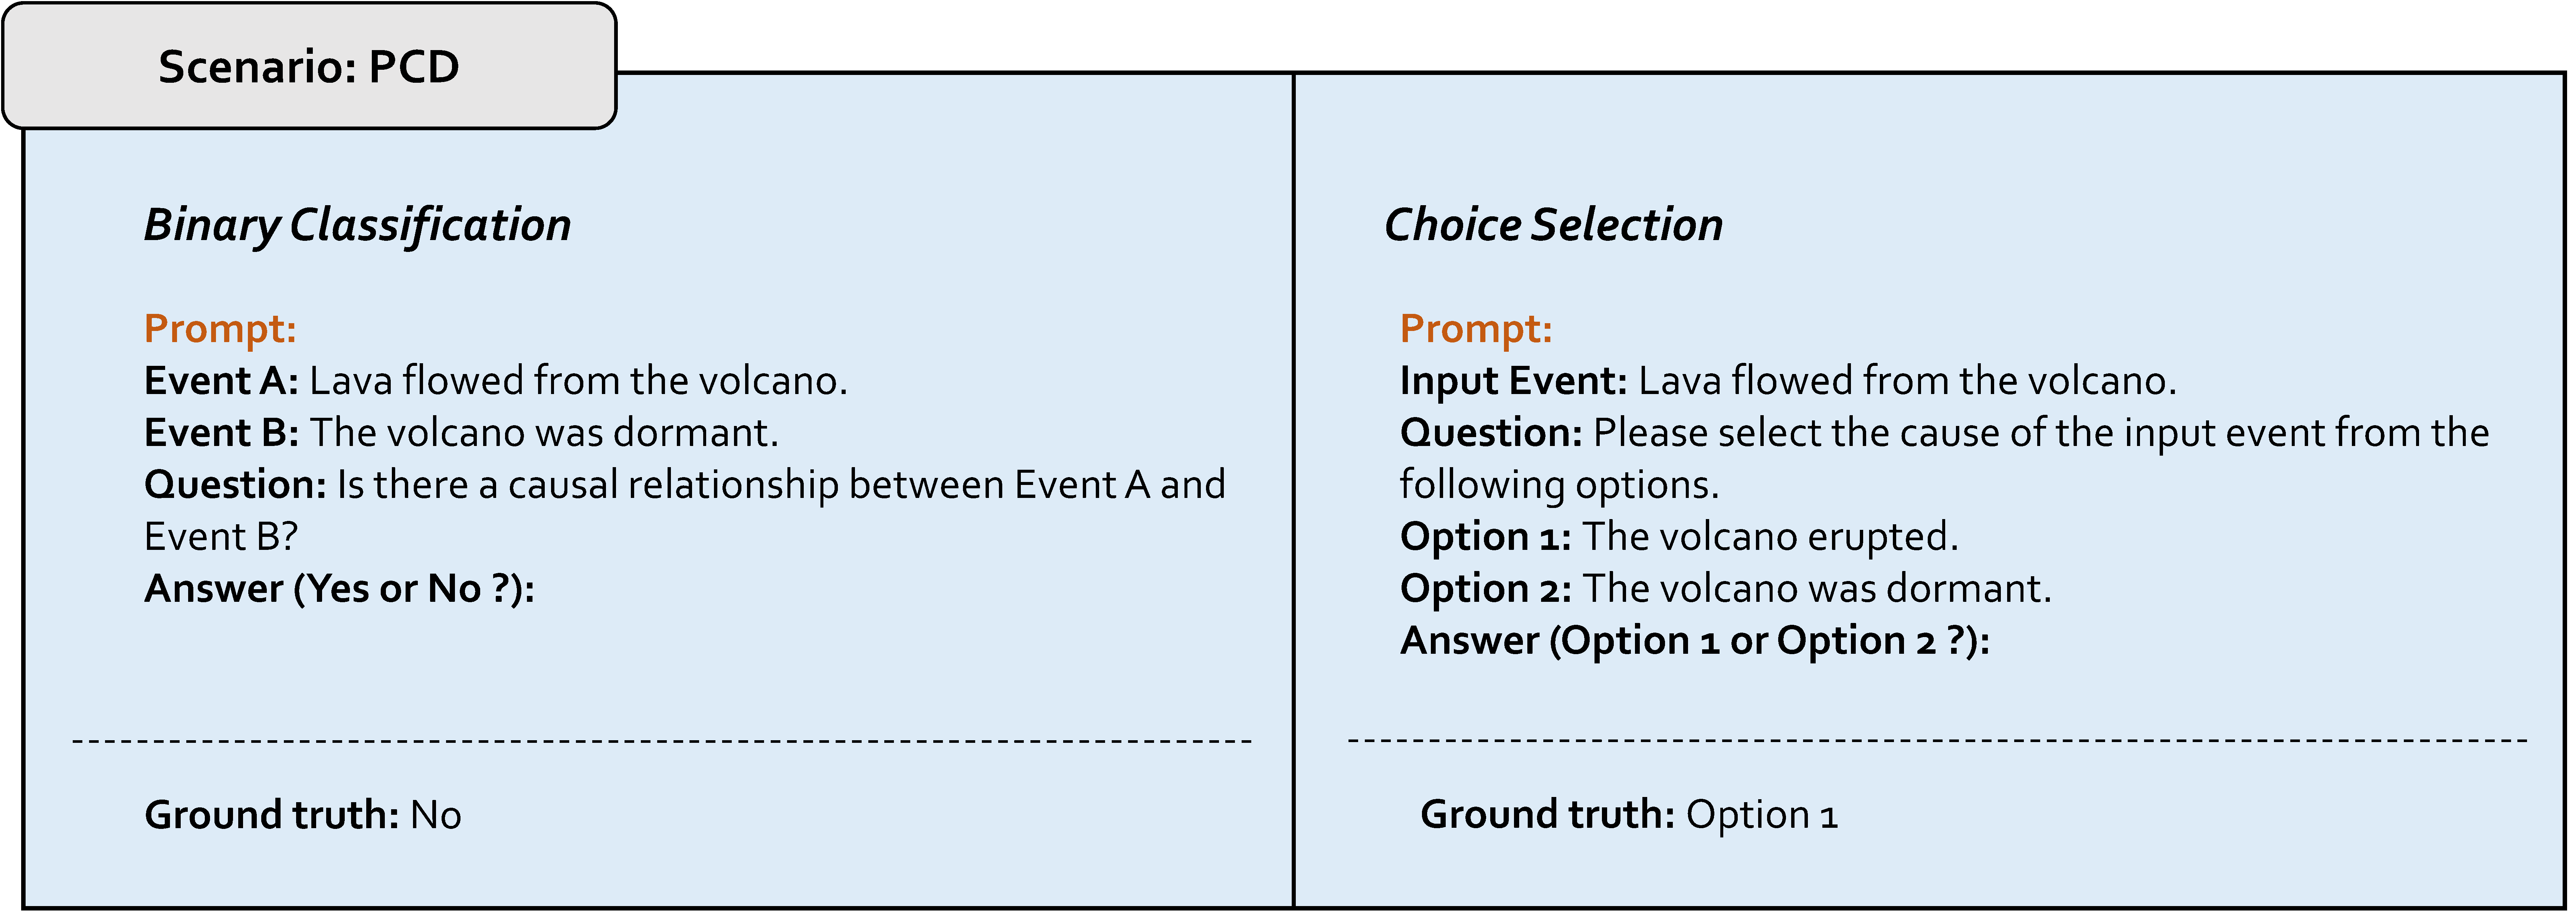 Scenario: PCD
Binary Classification
Prompt:
Event A: Lava flowed from the volcano.
Event B: The volcano was dormant.
Question: Is there a causal relationship between Event A and
Event B?
Answer (Yes or No ?):
Ground truth: No
Choice Selection
Prompt:
Input Event: Lava flowed from the volcano.
Question: Please select the cause of the input event from the
following options.
Option 1: The volcano erupted.
Option 2: The volcano was dormant.
Answer (Option 1 or Option 2 ?):
Ground truth: Option 1